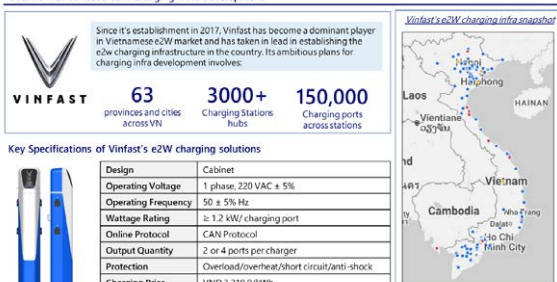 Vinfast's e2W charging infra snapshot
Since it's establishment in 2017, Vinfast has become a dominant player
in Vietnamese e2W market and has taken in lead in establishing the
e2w charging infrastructure in the country. Its ambitious plans for
charging infra development involves:
VINFAST
63
provinces and cities
across VN
3000+
Charging Stations
hubs
150,000
Charging ports
across stations
Key Specifications of Vinfast's e2W charging solutions
Design Cabinet
Operating Voltage 1 phase, 220 VAC ± 5%
Operating Frequency 50 ± 5% Hz
Wattage Rating ≥ 1.2 kW/ charging port
Online Protocol CAN Protocol
Output Quantity 2 or 4 ports per charger
Protection Overload/overheat/short circuit/anti-shock
Hanoi
Haiphong
Laos
HAINAN
Vientiane
ວຽງຈັນ
Vietnam
Cambodia
Nha Trang
Dalat
Ho Chi
Minh City